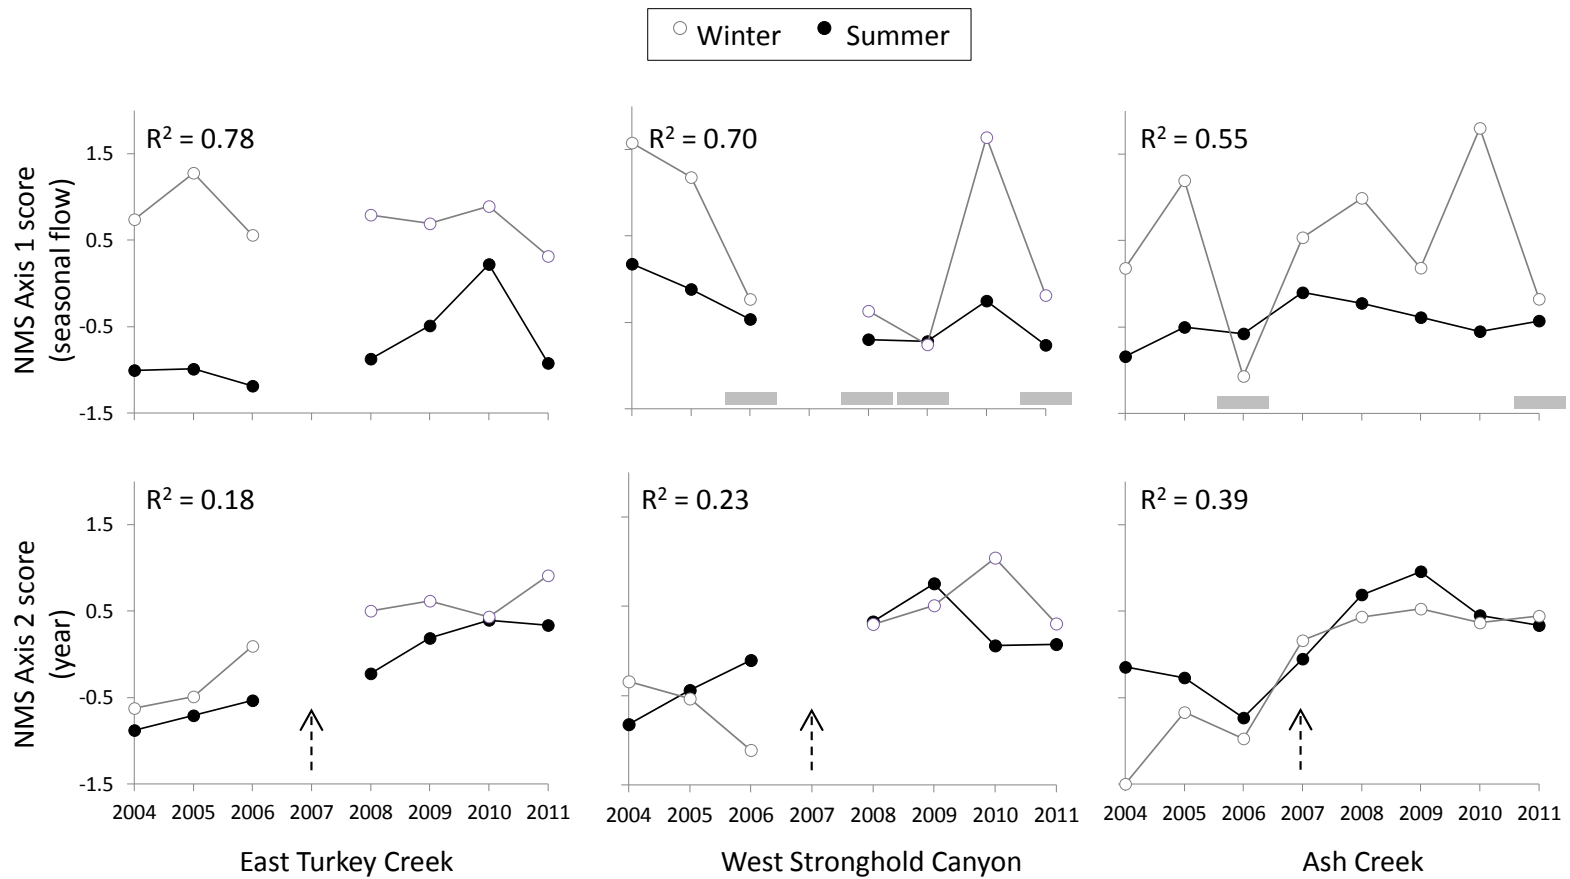 Winter Summer
R² = 0.78
R² = 0.70
R² = 0.55
NMS Axis 1 score
(seasonal flow)
1.5
0.5
-0.5
-1.5
R² = 0.18
R² = 0.23
R² = 0.39
NMS Axis 2 score
(year)
1.5
0.5
-0.5
-1.5
2004 2005 2006 2007 2008 2009 2010 2011
2004 2005 2006 2007 2008 2009 2010 2011
2004 2005 2006 2007 2008 2009 2010 2011
East Turkey Creek
West Stronghold Canyon
Ash Creek